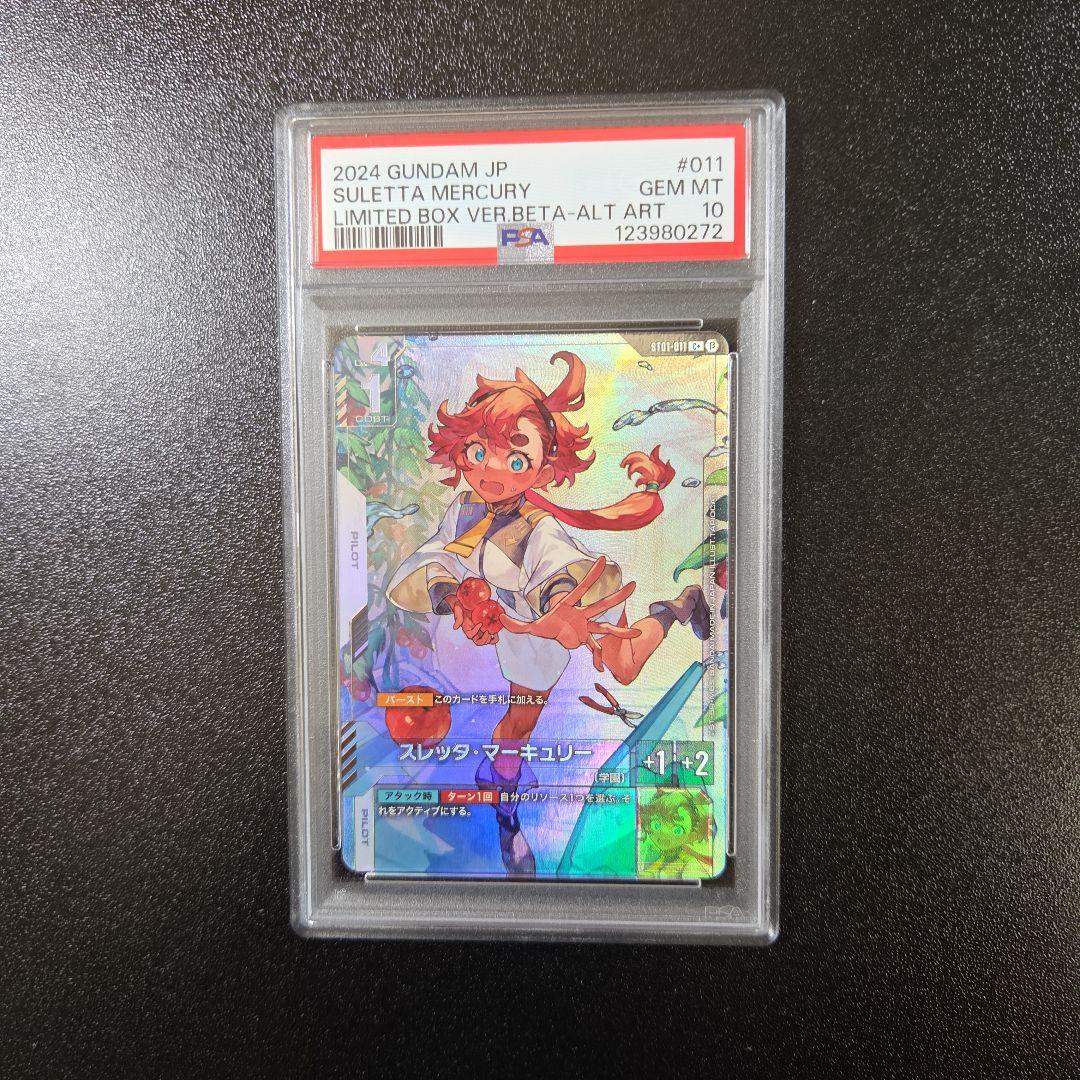 2024 GUNDAM JP #011
SULETTA MERCURY GEM MT
LIMITED BOX VER.BETA-ALT ART 10
PSA 123980272
Lv.4
ST01-011 C+ β
1
COST
PILOT
バースト このカードを手札に加える。
スレッタ・マーキュリー
+1 +2
〔学園〕
アタック時 ターン1回 自分のリソース1つを選ぶ。そ
れをアクティブにする。
PILOT
PSA